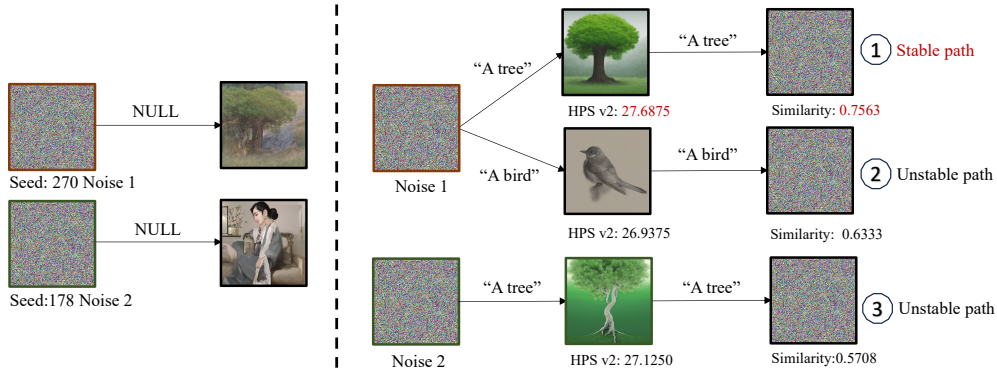 NULL
Seed: 270 Noise 1
NULL
Seed:178 Noise 2
Noise 1
“A tree”
HPS v2: 27.6875
“A tree”
Similarity: 0.7563
1 Stable path
“A bird”
HPS v2: 26.9375
“A bird”
Similarity: 0.6333
2 Unstable path
Noise 2
“A tree”
HPS v2: 27.1250
“A tree”
Similarity:0.5708
3 Unstable path